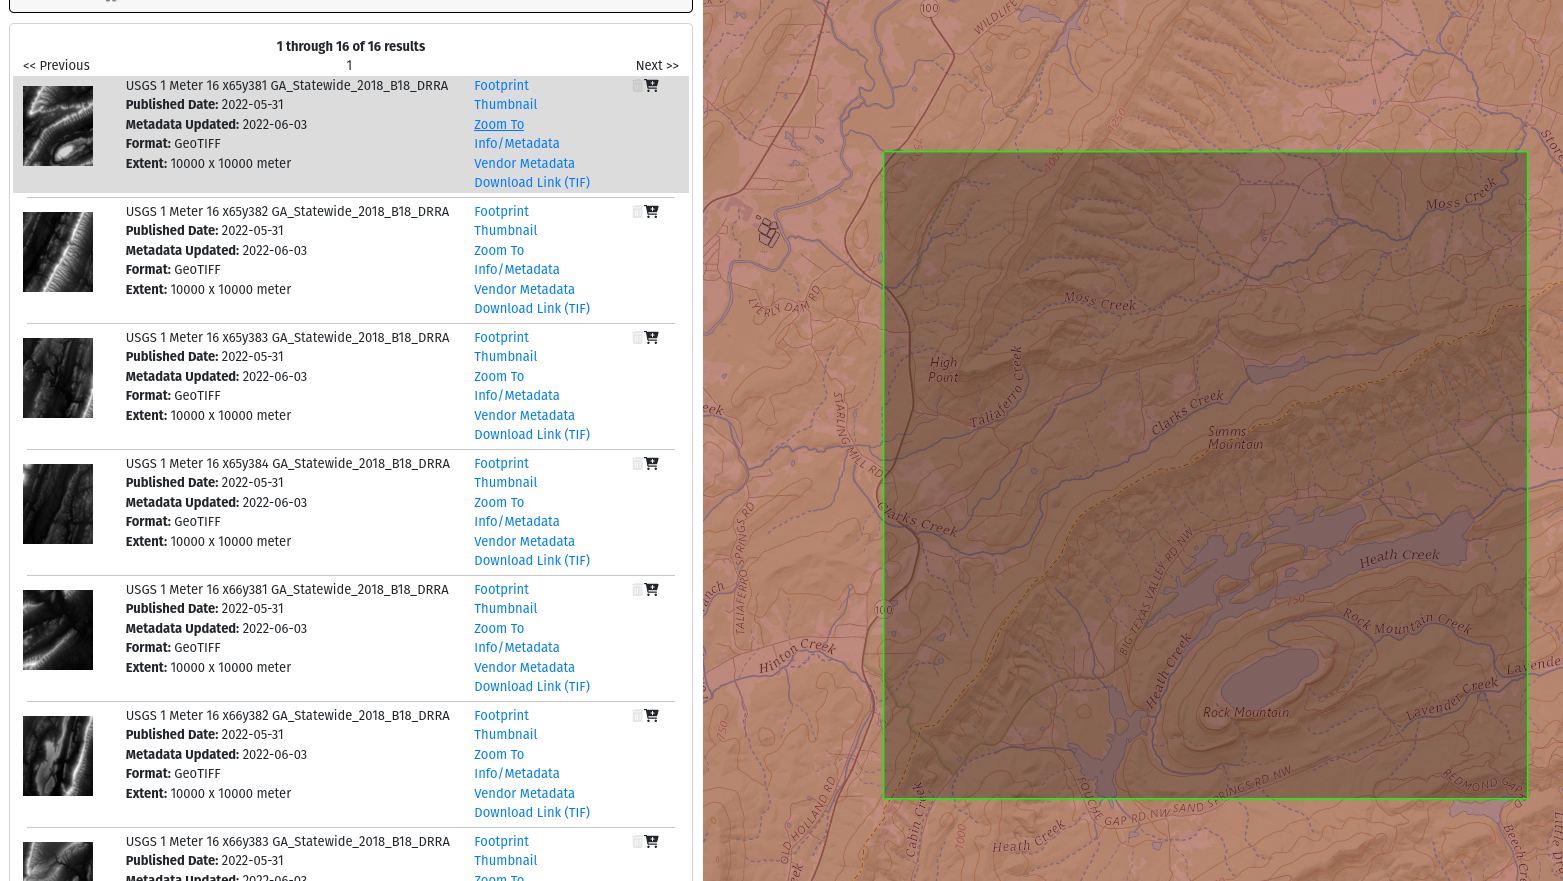 1 through 16 of 16 results
<< Previous
1
Next >>
USGS 1 Meter 16 x65y381 GA_Statewide_2018_B18_DRRA
Published Date: 2022-05-31
Metadata Updated: 2022-06-03
Format: GeoTIFF
Extent: 10000 x 10000 meter
Footprint
Thumbnail
Zoom To
Info/Metadata
Vendor Metadata
Download Link (TIF)
USGS 1 Meter 16 x65y382 GA_Statewide_2018_B18_DRRA
Published Date: 2022-05-31
Metadata Updated: 2022-06-03
Format: GeoTIFF
Extent: 10000 x 10000 meter
Footprint
Thumbnail
Zoom To
Info/Metadata
Vendor Metadata
Download Link (TIF)
USGS 1 Meter 16 x65y383 GA_Statewide_2018_B18_DRRA
Published Date: 2022-05-31
Metadata Updated: 2022-06-03
Format: GeoTIFF
Extent: 10000 x 10000 meter
Footprint
Thumbnail
Zoom To
Info/Metadata
Vendor Metadata
Download Link (TIF)
USGS 1 Meter 16 x65y384 GA_Statewide_2018_B18_DRRA
Published Date: 2022-05-31
Metadata Updated: 2022-06-03
Format: GeoTIFF
Extent: 10000 x 10000 meter
Footprint
Thumbnail
Zoom To
Info/Metadata
Vendor Metadata
Download Link (TIF)
USGS 1 Meter 16 x66y381 GA_Statewide_2018_B18_DRRA
Published Date: 2022-05-31
Metadata Updated: 2022-06-03
Format: GeoTIFF
Extent: 10000 x 10000 meter
Footprint
Thumbnail
Zoom To
Info/Metadata
Vendor Metadata
Download Link (TIF)
USGS 1 Meter 16 x66y382 GA_Statewide_2018_B18_DRRA
Published Date: 2022-05-31
Metadata Updated: 2022-06-03
Format: GeoTIFF
Extent: 10000 x 10000 meter
Footprint
Thumbnail
Zoom To
Info/Metadata
Vendor Metadata
Download Link (TIF)
USGS 1 Meter 16 x66y383 GA_Statewide_2018_B18_DRRA
Published Date: 2022-05-31
Metadata Updated: 2022-06-03
Footprint
Thumbnail
Zoom To
100
WILDLIFE
1250
1000
Moss Creek
LYERLY DAM RD
Moss Creek
High
Point
Taliaferro Creek
Clarks Creek
Simms
Mountain
STARLING MILL RD
Clarks Creek
TALIAFERRO SPRINGS RD
BIG TEXAS VALLEY RD NW
Heath Creek
750
100
Rock Mountain Creek
Hinton Creek
Heath Creek
Lavender Creek
Rock Mountain
750
FOUCHE GAP RD NW
SAND SPRINGS RD NW
REDMOND GAP RD
OLD HOLLAND RD
Cabin Creek
1000
Heath Creek